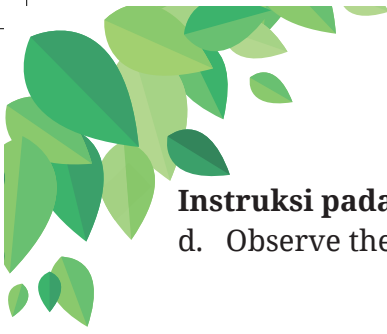 Instruksi pada
d. Observe the